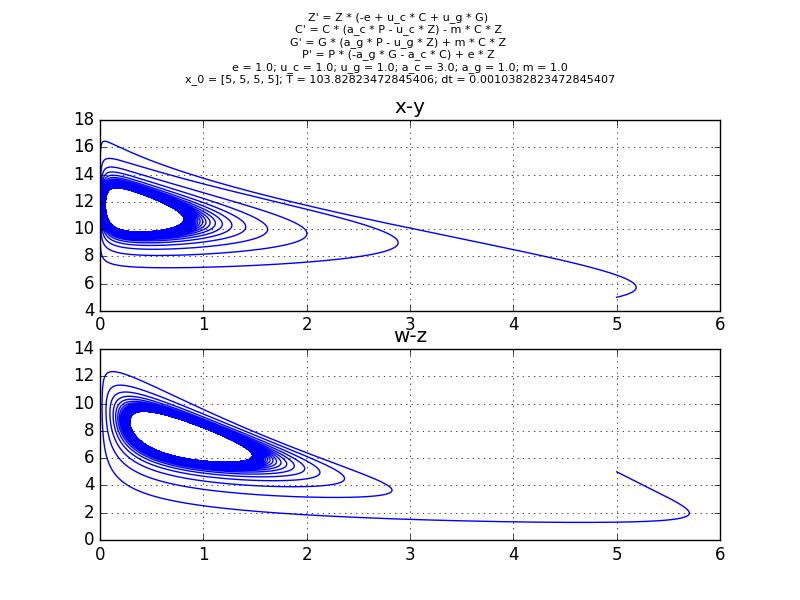 Z' = Z * (-e + u_c * C + u_g * G)
C' = C * (a_c * P - u_c * Z) - m * C * Z
G' = G * (a_g * P - u_g * Z) + m * C * Z
P' = P * (-a_g * G - a_c * C) + e * Z
e = 1.0; u_c = 1.0; u_g = 1.0; a_c = 3.0; a_g = 1.0; m = 1.0
x_0 = [5, 5, 5, 5]; T = 103.82823472845406; dt = 0.0010382823472845407
x-y
18
16
14
12
10
8
6
4
0 1 2 3 4 5 6
w-z
14
12
10
8
6
4
2
0
0 1 2 3 4 5 6